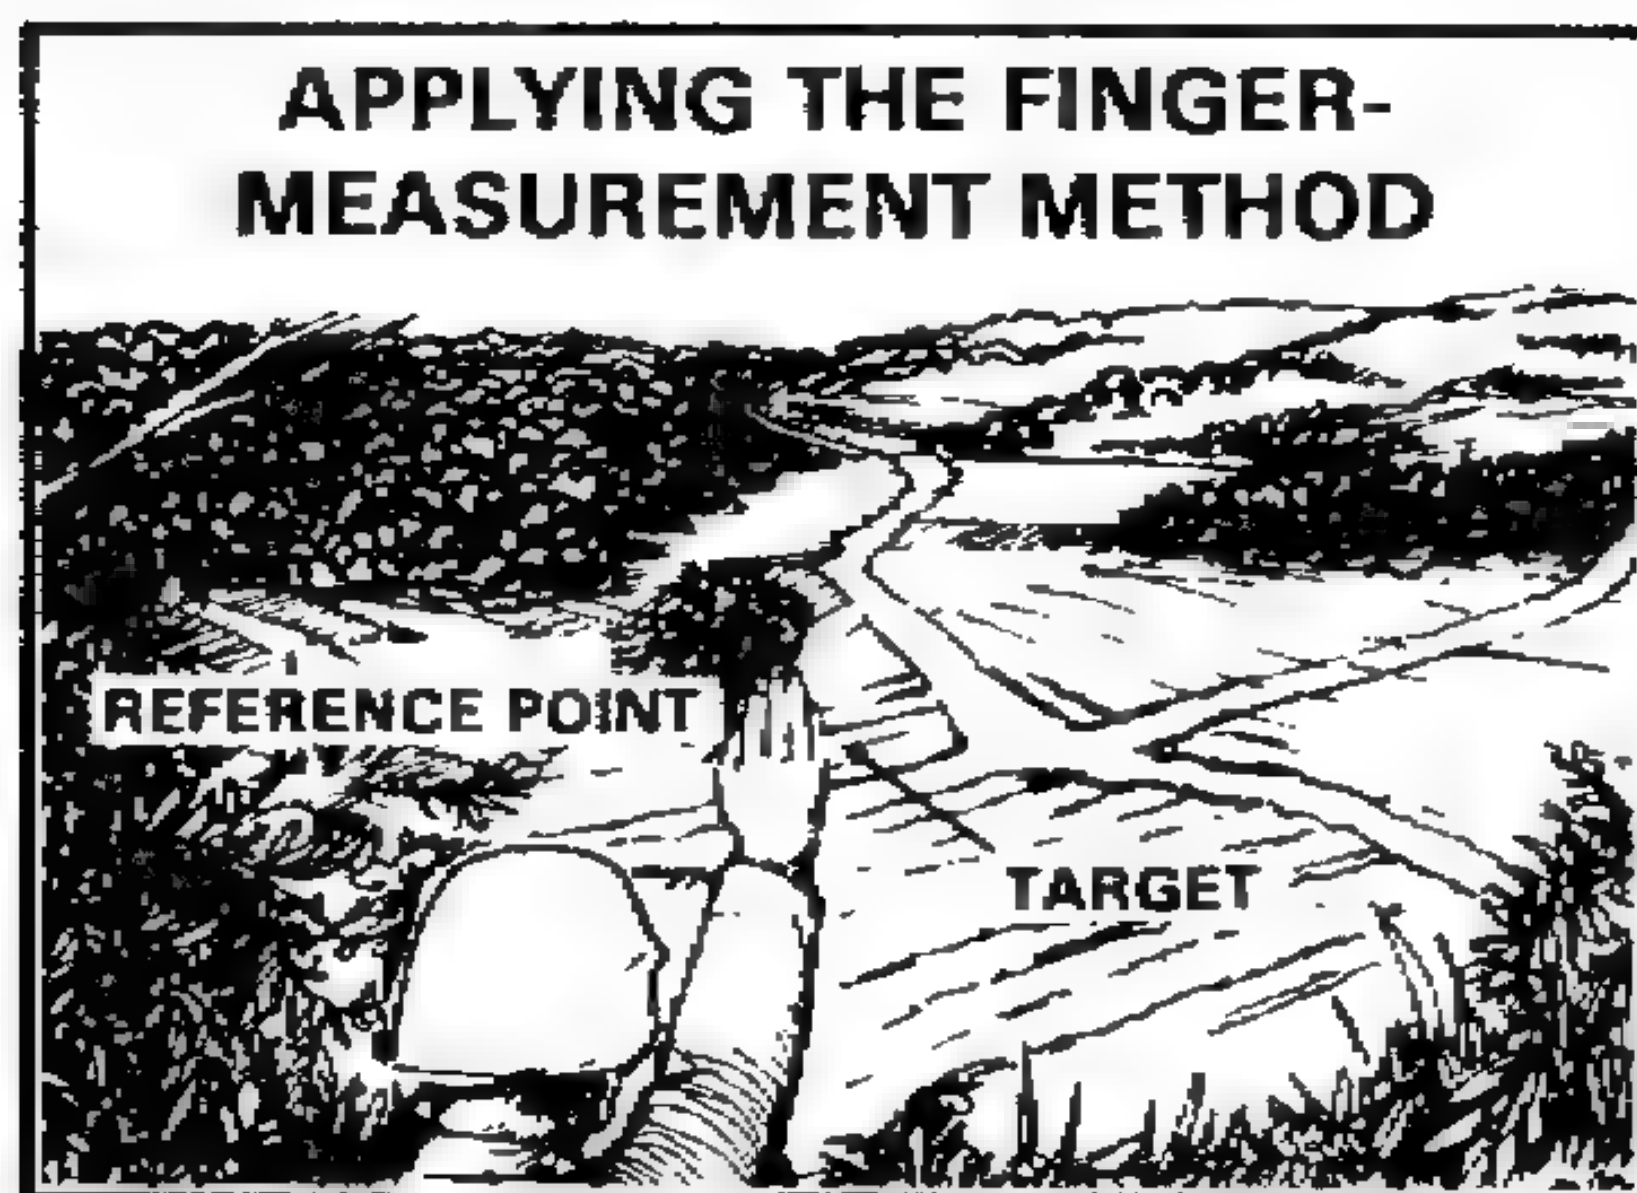 APPLYING THE FINGER-
MEASUREMENT METHOD
REFERENCE POINT
TARGET